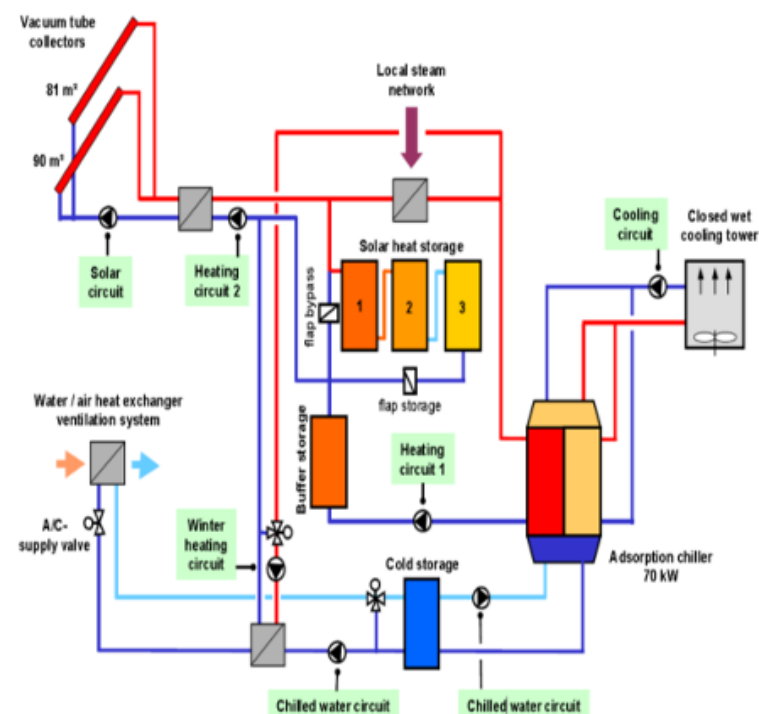 Vacuum tube
collectors
81 m²
90 m²
Local steam
network
Solar
circuit
Heating
circuit 2
Solar heat storage
1
2
3
flap bypass
flap storage
Cooling
circuit
Closed wet
cooling tower
Water / air heat exchanger
ventilation system
Buffer storage
Heating
circuit 1
A/C-
supply valve
Winter
heating
circuit
Cold storage
Adsorption chiller
70 kW
Chilled water circuit
Chilled water circuit